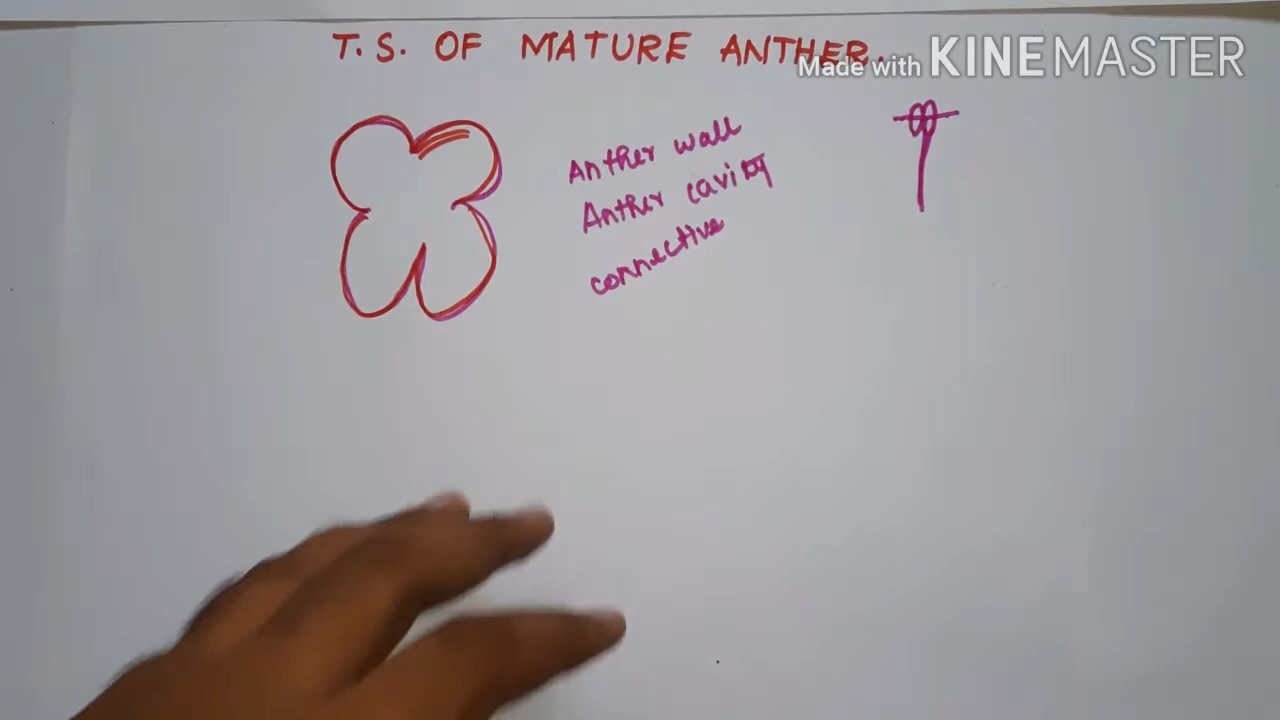 T.S. OF MATURE ANTHER.
Made with KINEMASTER
Anther wall
Anther cavity
connective